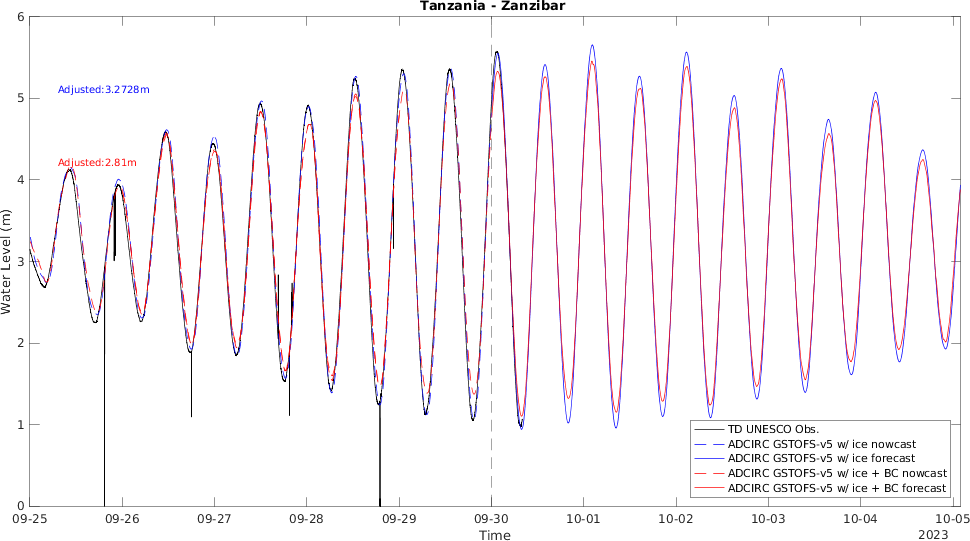 Tanzania - Zanzibar
6
5
4
3
2
1
0
Water Level (m)
Adjusted:3.2728m
Adjusted:2.81m
TD UNESCO Obs.
ADCIRC GSTOFS-v5 w/ ice nowcast
ADCIRC GSTOFS-v5 w/ ice forecast
ADCIRC GSTOFS-v5 w/ ice + BC nowcast
ADCIRC GSTOFS-v5 w/ ice + BC forecast
09-25 09-26 09-27 09-28 09-29 09-30 10-01 10-02 10-03 10-04 10-05
Time
2023